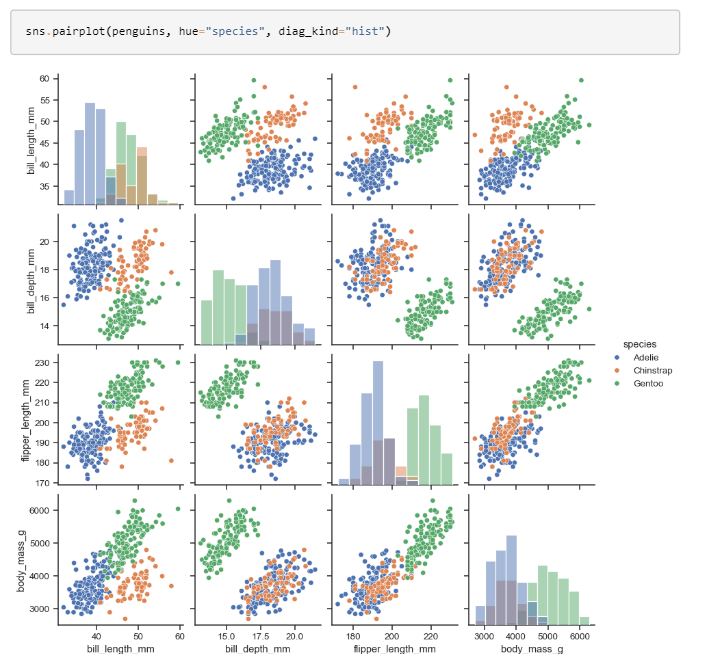 sns.pairplot(penguins, hue="species", diag_kind="hist")
60
55
50
45
40
35
bill_length_mm
20
18
16
14
bill_depth_mm
species
Adelie
Chinstrap
Gentoo
230
220
210
200
190
180
170
flipper_length_mm
6000
5000
4000
3000
body_mass_g
40 50 60
15.0 17.5 20.0
180 200 220
3000 4000 5000 6000
bill_length_mm bill_depth_mm flipper_length_mm body_mass_g